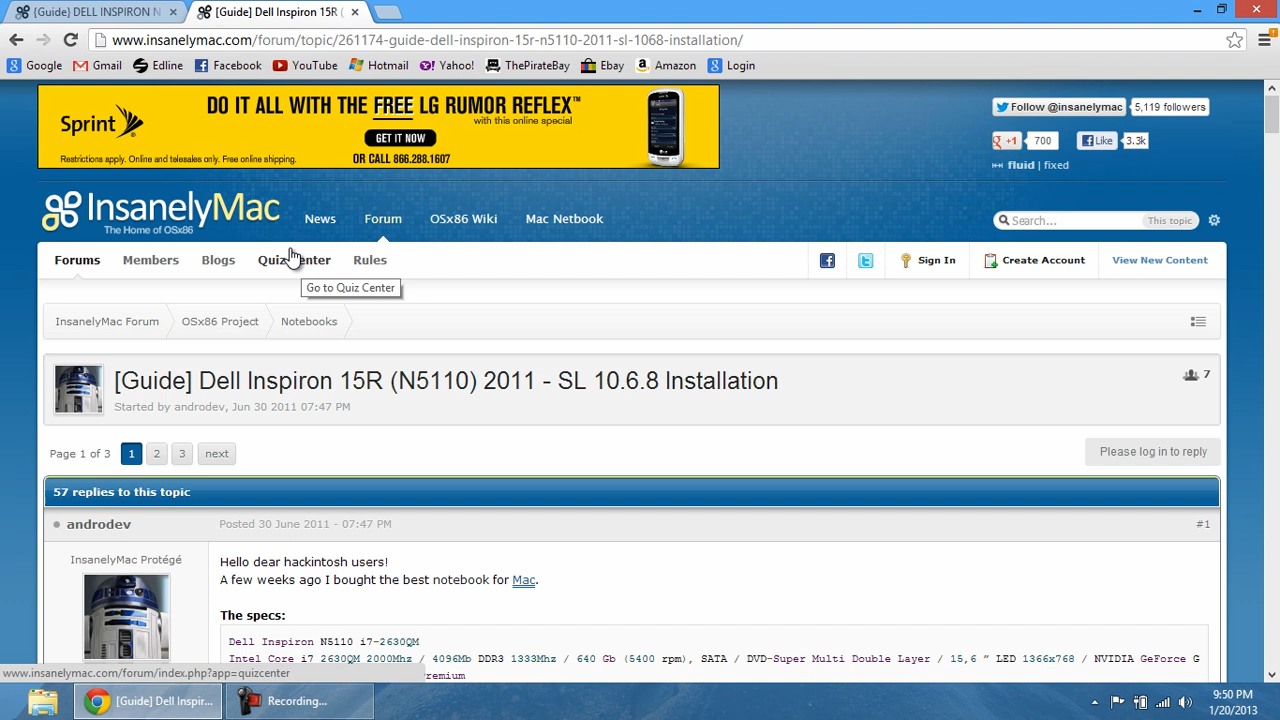 {Guide} DELL INSPIRON N
[Guide] Dell Inspiron 15R (
www.insanelymac.com/forum/topic/261174-guide-dell-inspiron-15r-n5110-2011-sl-1068-installation/
Google Gmail Edline Facebook YouTube Hotmail Yahoo! ThePirateBay Ebay Amazon Login
Sprint
DO IT ALL WITH THE FREE LG RUMOR REFLEX™
with this online special
GET IT NOW
Restrictions apply. Online and telesales only. Free online shipping.
OR CALL 866.288.1607
Follow @insanelymac 5,119 followers
+1 700 Like 3.3k
fluid | fixed
InsanelyMac
The Home of OSx86
News Forum OSx86 Wiki Mac Netbook
Search... This topic
Forums Members Blogs Quiz Center Rules
Sign In Create Account View New Content
Go to Quiz Center
InsanelyMac Forum OSx86 Project Notebooks
[Guide] Dell Inspiron 15R (N5110) 2011 - SL 10.6.8 Installation
7
Started by androdev, Jun 30 2011 07:47 PM
Page 1 of 3 1 2 3 next
Please log in to reply
57 replies to this topic
androdev
Posted 30 June 2011 - 07:47 PM
#1
InsanelyMac Protégé
Hello dear hackintosh users!
A few weeks ago I bought the best notebook for Mac.
The specs:
Dell Inspiron N5110 i7-2630QM
Intel Core i7 2630QM 2000Mhz / 4096Mb DDR3 1333Mhz / 640 Gb (5400 rpm), SATA / DVD-Super Multi Double Layer / 15,6 ” LED 1366x768 / NVIDIA GeForce G
www.insanelymac.com/forum/index.php?app=quizcenter
[Guide] Dell Inspir...
Recording...
9:50 PM
1/20/2013